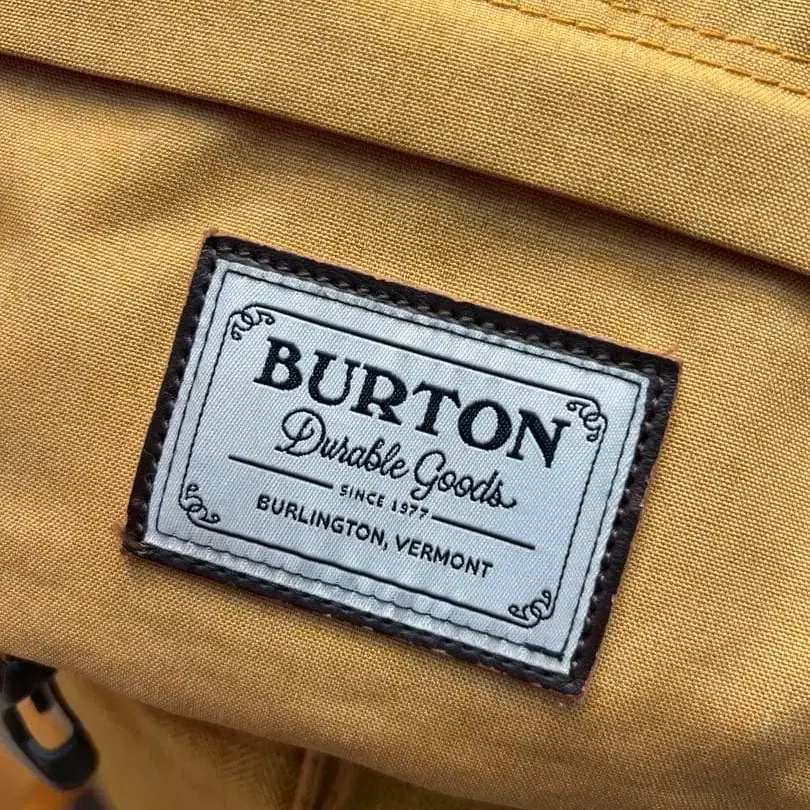 BURTON
Durable Goods
SINCE 1977
BURLINGTON, VERMONT